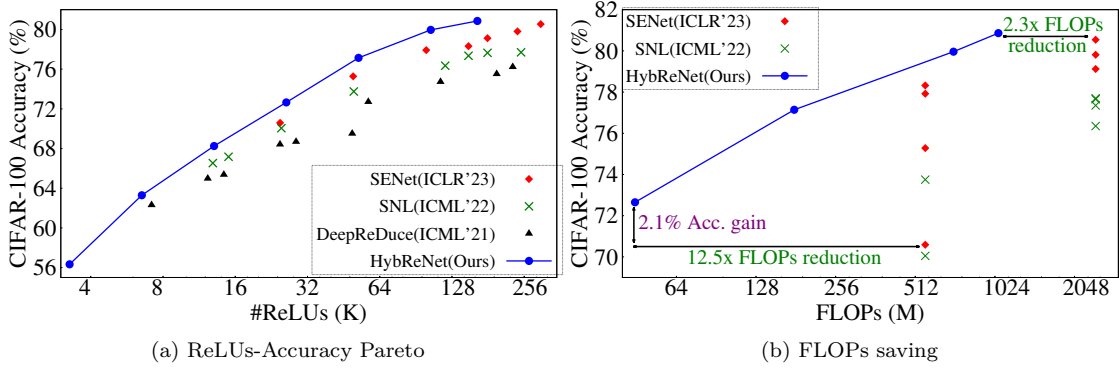 CIFAR-100 Accuracy (%)
80
76
72
68
64
60
56
SENet(ICLR'23)
SNL(ICML'22)
DeepReDuce(ICML'21)
HybReNet(Ours)
4 8 16 32 64 128 256
#ReLUs (K)
(a) ReLUs-Accuracy Pareto
CIFAR-100 Accuracy (%)
82
80
78
76
74
72
70
SENet(ICLR'23)
SNL(ICML'22)
HybReNet(Ours)
2.3x FLOPs
reduction
2.1% Acc. gain
12.5x FLOPs reduction
64 128 256 512 1024 2048
FLOPs (M)
(b) FLOPs saving